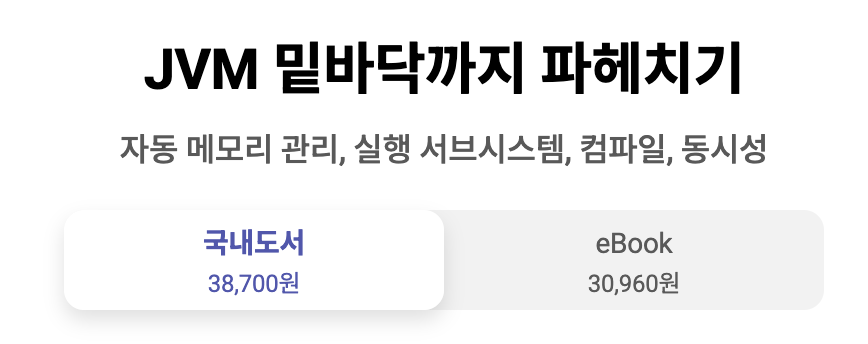 JVM 밑바닥까지 파헤치기
자동 메모리 관리, 실행 서브시스템, 컴파일, 동시성
국내도서
38,700원
eBook
30,960원